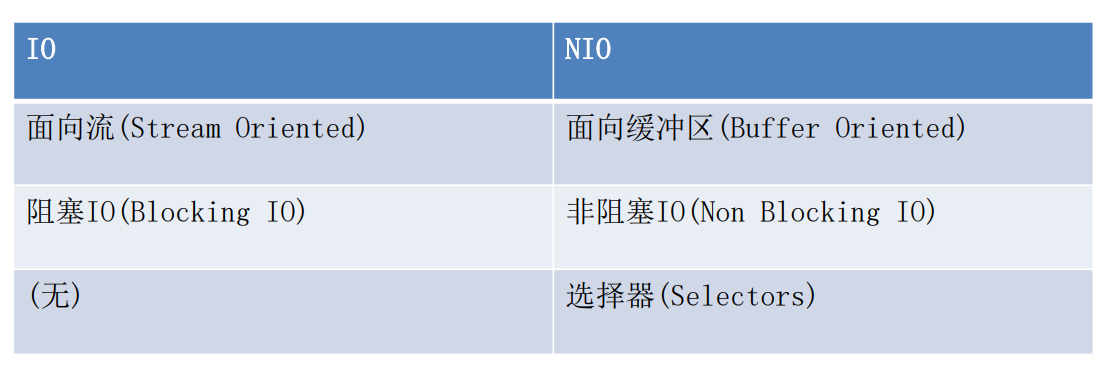 IO
NIO
面向流(Stream Oriented)
面向缓冲区(Buffer Oriented)
阻塞IO(Blocking IO)
非阻塞IO(Non Blocking IO)
(无)
选择器(Selectors)